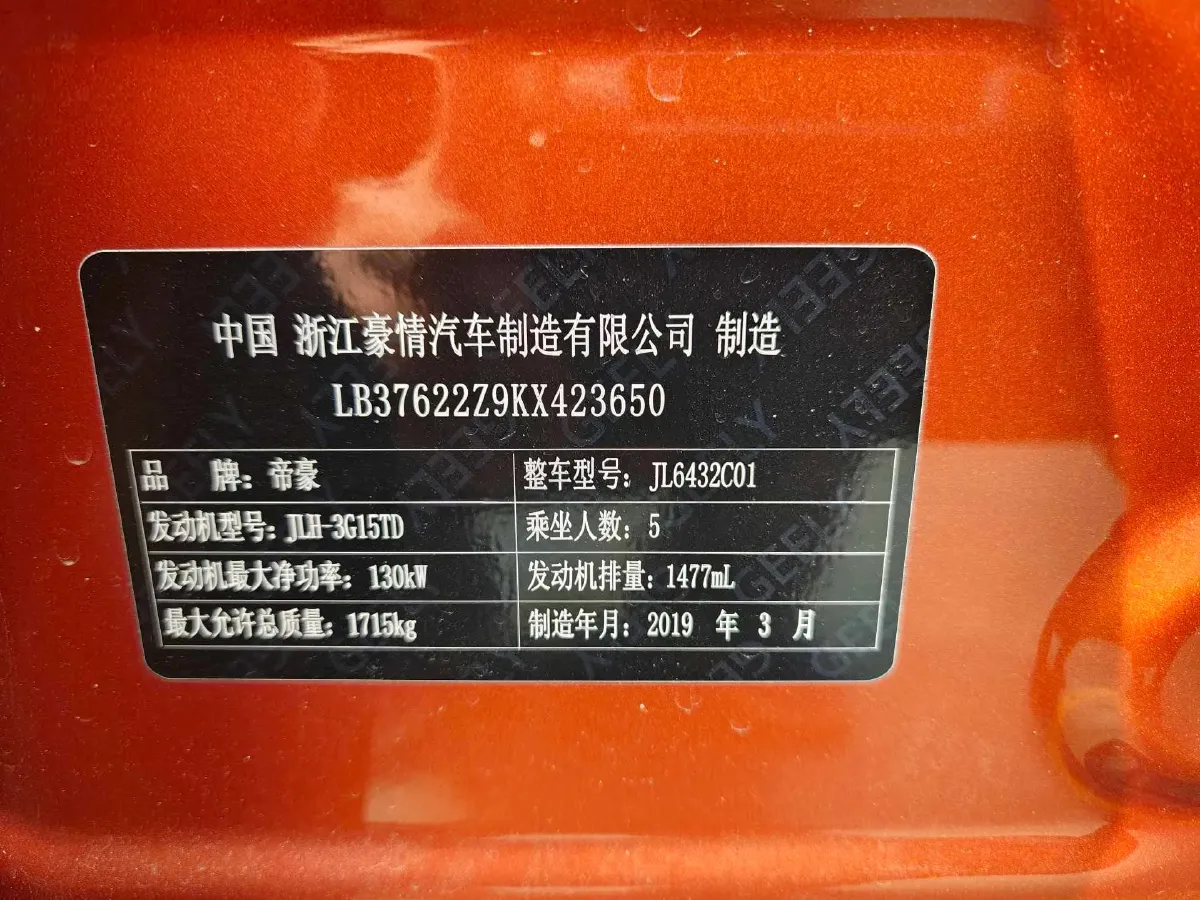 中国 浙江豪情汽车制造有限公司 制造
LB37622Z9KX423650
品 牌：帝豪 整车型号：JL6432C01
发动机型号：JLH-3G15TD 乘坐人数：5
发动机最大净功率：130kW 发动机排量：1477mL
最大允许总质量：1715kg 制造年月：2019 年 3 月
GEELY